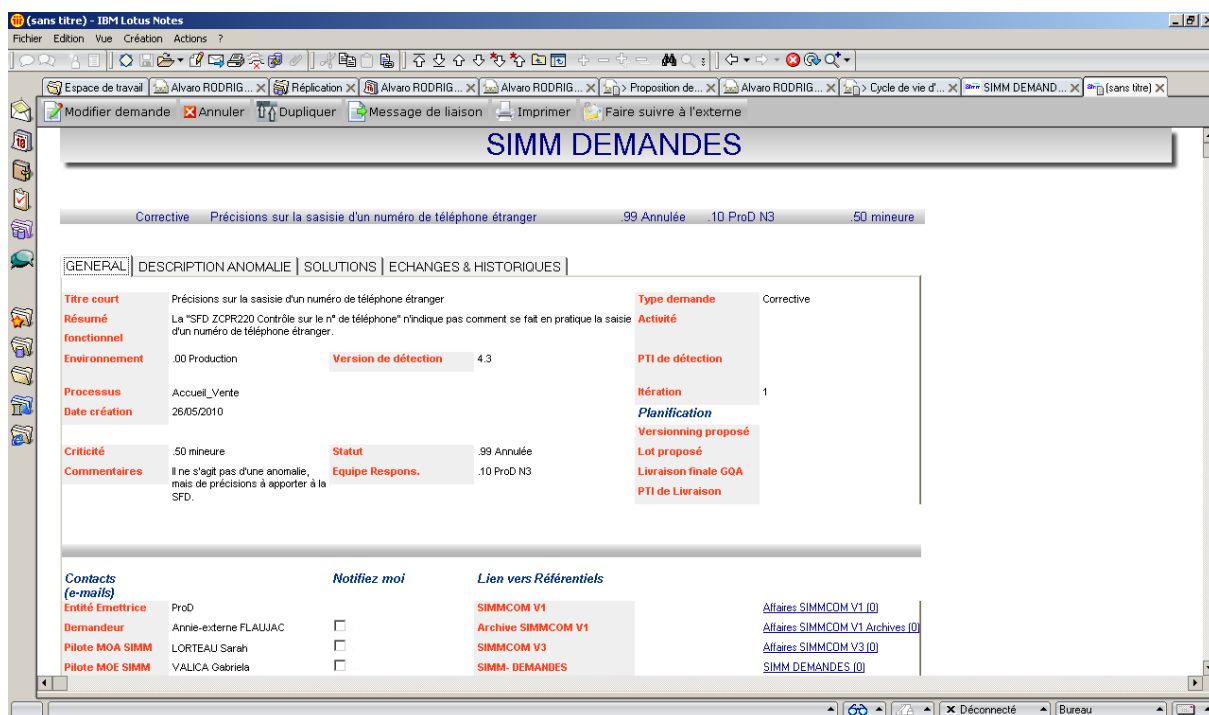 (sans titre) - IBM Lotus Notes
Fichier Edition Vue Création Actions ?
Espace de travail Alvaro RODRIG... Réplication Alvaro RODRIG... Alvaro RODRIG... > Proposition de... Alvaro RODRIG... > Cycle de vie d'... SIMM DEMAND... (sans titre)
Modifier demande Annuler Dupliquer Message de liaison Imprimer Faire suivre à l'externe
SIMM DEMANDES
Corrective Précisions sur la sasisie d'un numéro de téléphone étranger .99 Annulée .10 ProD N3 .50 mineure
GENERAL DESCRIPTION ANOMALIE SOLUTIONS ECHANGES & HISTORIQUES
Titre court Précisions sur la sasisie d'un numéro de téléphone étranger Type demande Corrective
Résumé La "SFD ZCPR220 Contrôle sur le n° de téléphone" n'indique pas comment se fait en pratique la saisie Activité
fonctionnel d'un numéro de téléphone étranger.
Environnement .00 Production Version de détection 4.3 PTI de détection
Processus Accueil_Vente Itération 1
Date création 26/05/2010 Planification
Versionning proposé
Criticité .50 mineure Statut .99 Annulée Lot proposé
Commentaires Il ne s'agit pas d'une anomalie, Equipe Respons. .10 ProD N3 Livraison finale GQA
mais de précisions à apporter à la
SFD. PTI de Livraison
Contacts Notifiez moi Lien vers Référentiels
(e-mails)
Entité Emettrice ProD SIMMCOM V1 Affaires SIMMCOM V1 (0)
Demandeur Annie-externe FLAUJAC Archive SIMMCOM V1 Affaires SIMMCOM V1 Archives (0)
Pilote MOA SIMM LORTEAU Sarah SIMMCOM V3 Affaires SIMMCOM V3 (0)
Pilote MOE SIMM VALICA Gabriela SIMM- DEMANDES SIMM DEMANDES (0)
Déconnecté Bureau